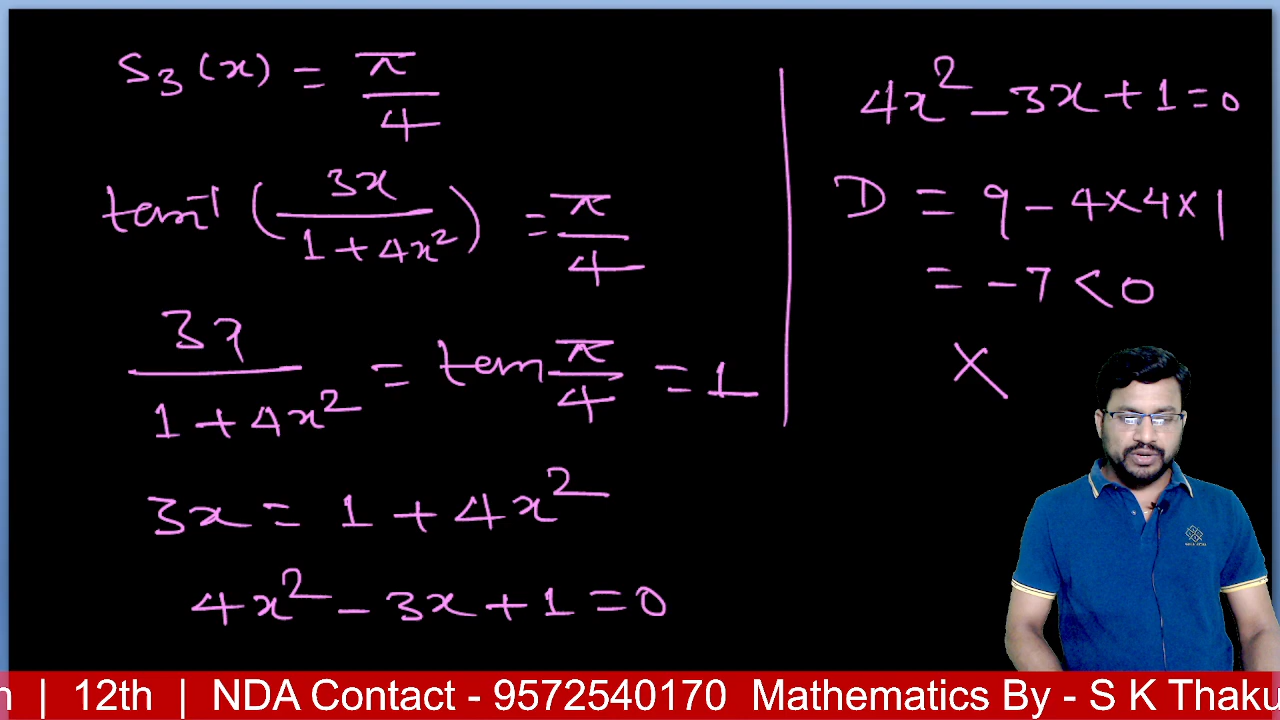 S₃(x) = π/4
tan⁻¹(3x/(1+4x²)) = π/4
3x/(1+4x²) = tan π/4 = 1
3x = 1 + 4x²
4x² - 3x + 1 = 0
4x² - 3x + 1 = 0
D = 9 - 4×4×1
= -7 < 0
X
| 12th | NDA Contact - 9572540170 Mathematics By - S K Thaku